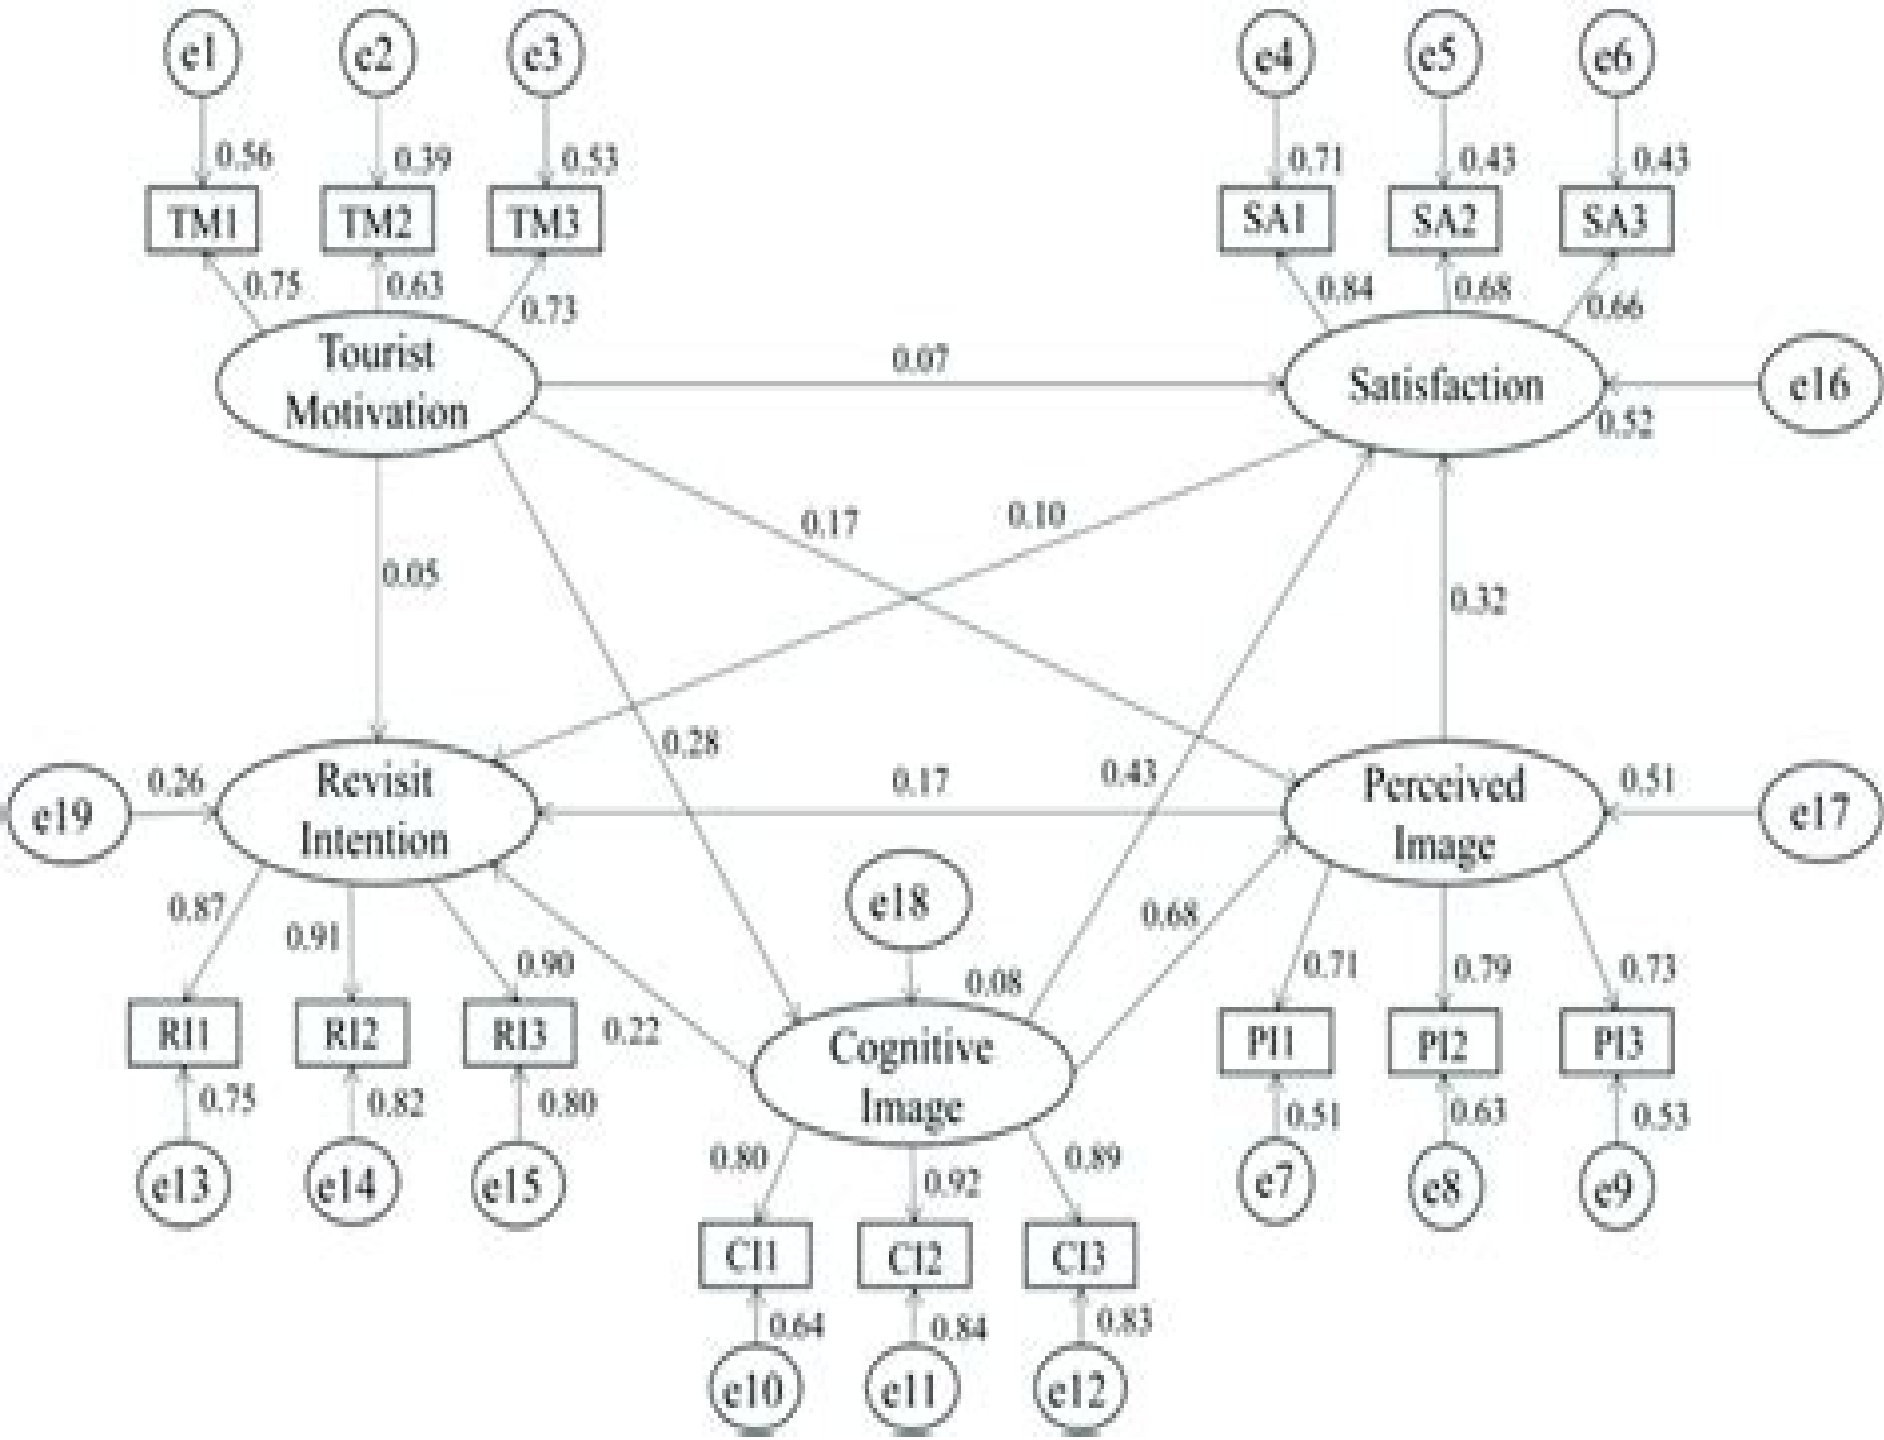 e1 e2 e3 e4 e5 e6
0.56 0.39 0.53 0.71 0.43 0.43
TM1 TM2 TM3 SA1 SA2 SA3
0.75 0.63 0.73 0.84 0.68 0.66
Tourist
Motivation
0.07
Satisfaction
e16
0.52
0.17 0.10
0.05 0.32
0.28
e19
0.26
Revisit
Intention
0.17 0.43
Perceived
Image
0.51
e17
0.87 0.91 0.90
e18
0.08
0.68
0.71 0.79 0.73
RI1 RI2 RI3
0.22
Cognitive
Image
PI1 PI2 PI3
0.75 0.82 0.80
0.51 0.63 0.53
e13 e14 e15
0.80 0.92 0.89
e7 e8 e9
CI1 CI2 CI3
0.64 0.84 0.83
e10 e11 e12